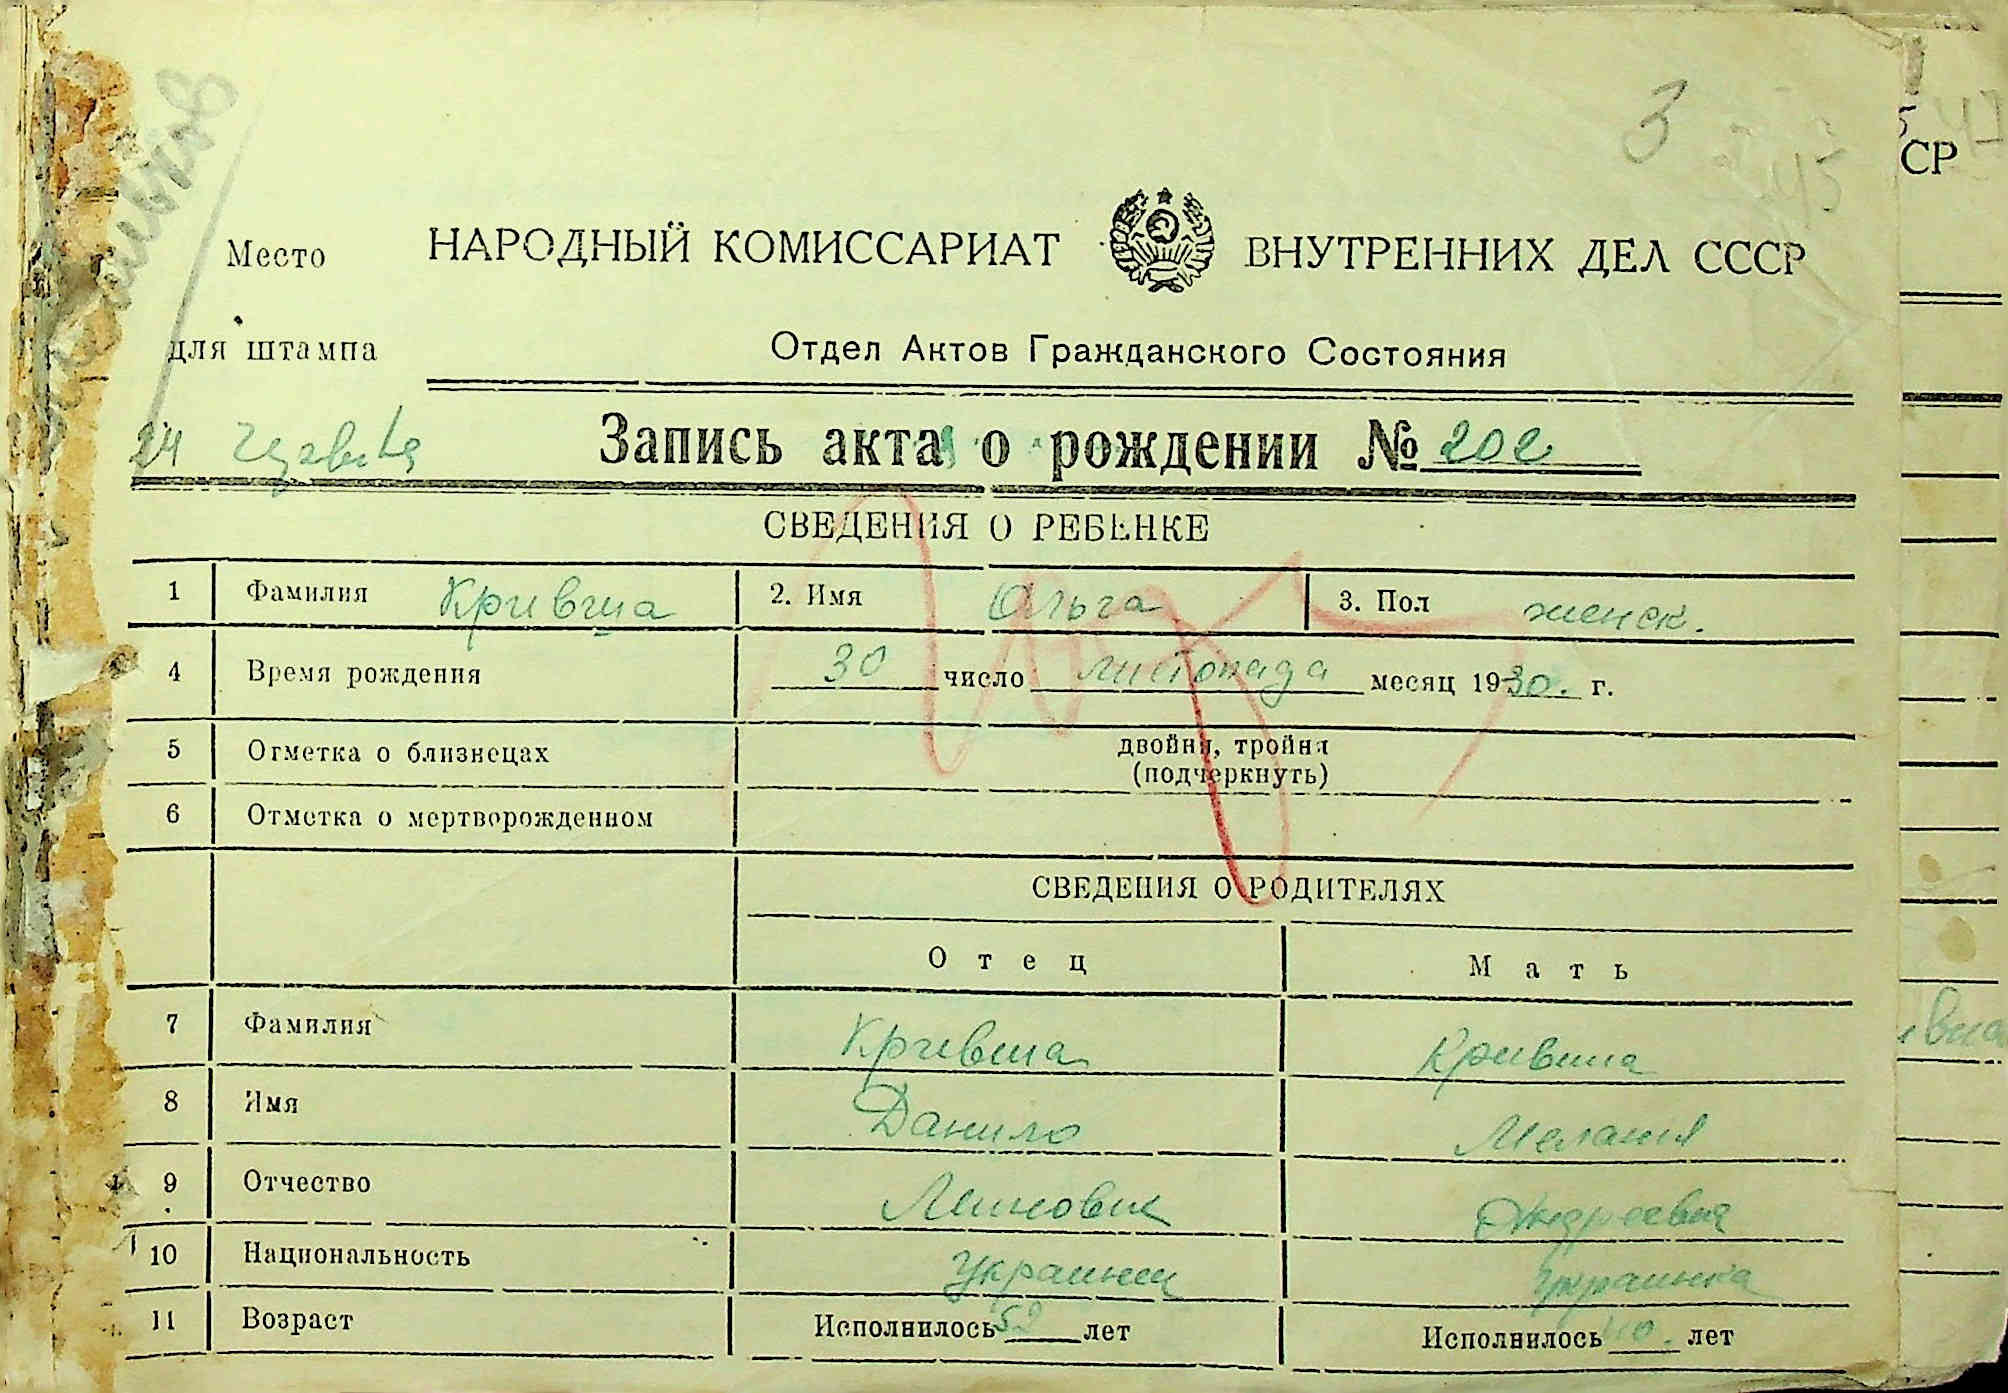 3
45
СР
Место НАРОДНЫЙ КОМИССАРИАТ ВНУТРЕННИХ ДЕЛ СССР
для штампа Отдел Актов Гражданского Состояния
24 Запись акта о рождении № 202
СВЕДЕНИЯ О РЕБЕНКЕ
1 Фамилия Кривша 2. Имя Ольга 3. Пол женск.
4 Время рождения 30 число листопада месяц 1930. г.
5 Отметка о близнецах двойня, тройня
(подчеркнуть)
6 Отметка о мертворожденном
СВЕДЕНИЯ О РОДИТЕЛЯХ
Отец Мать
7 Фамилия Кривша Кривша
8 Имя Данило Мелания
9 Отчество Андреевна
10 Национальность Украинец Украинка
11 Возраст Исполнилось 52 лет Исполнилось 40. лет